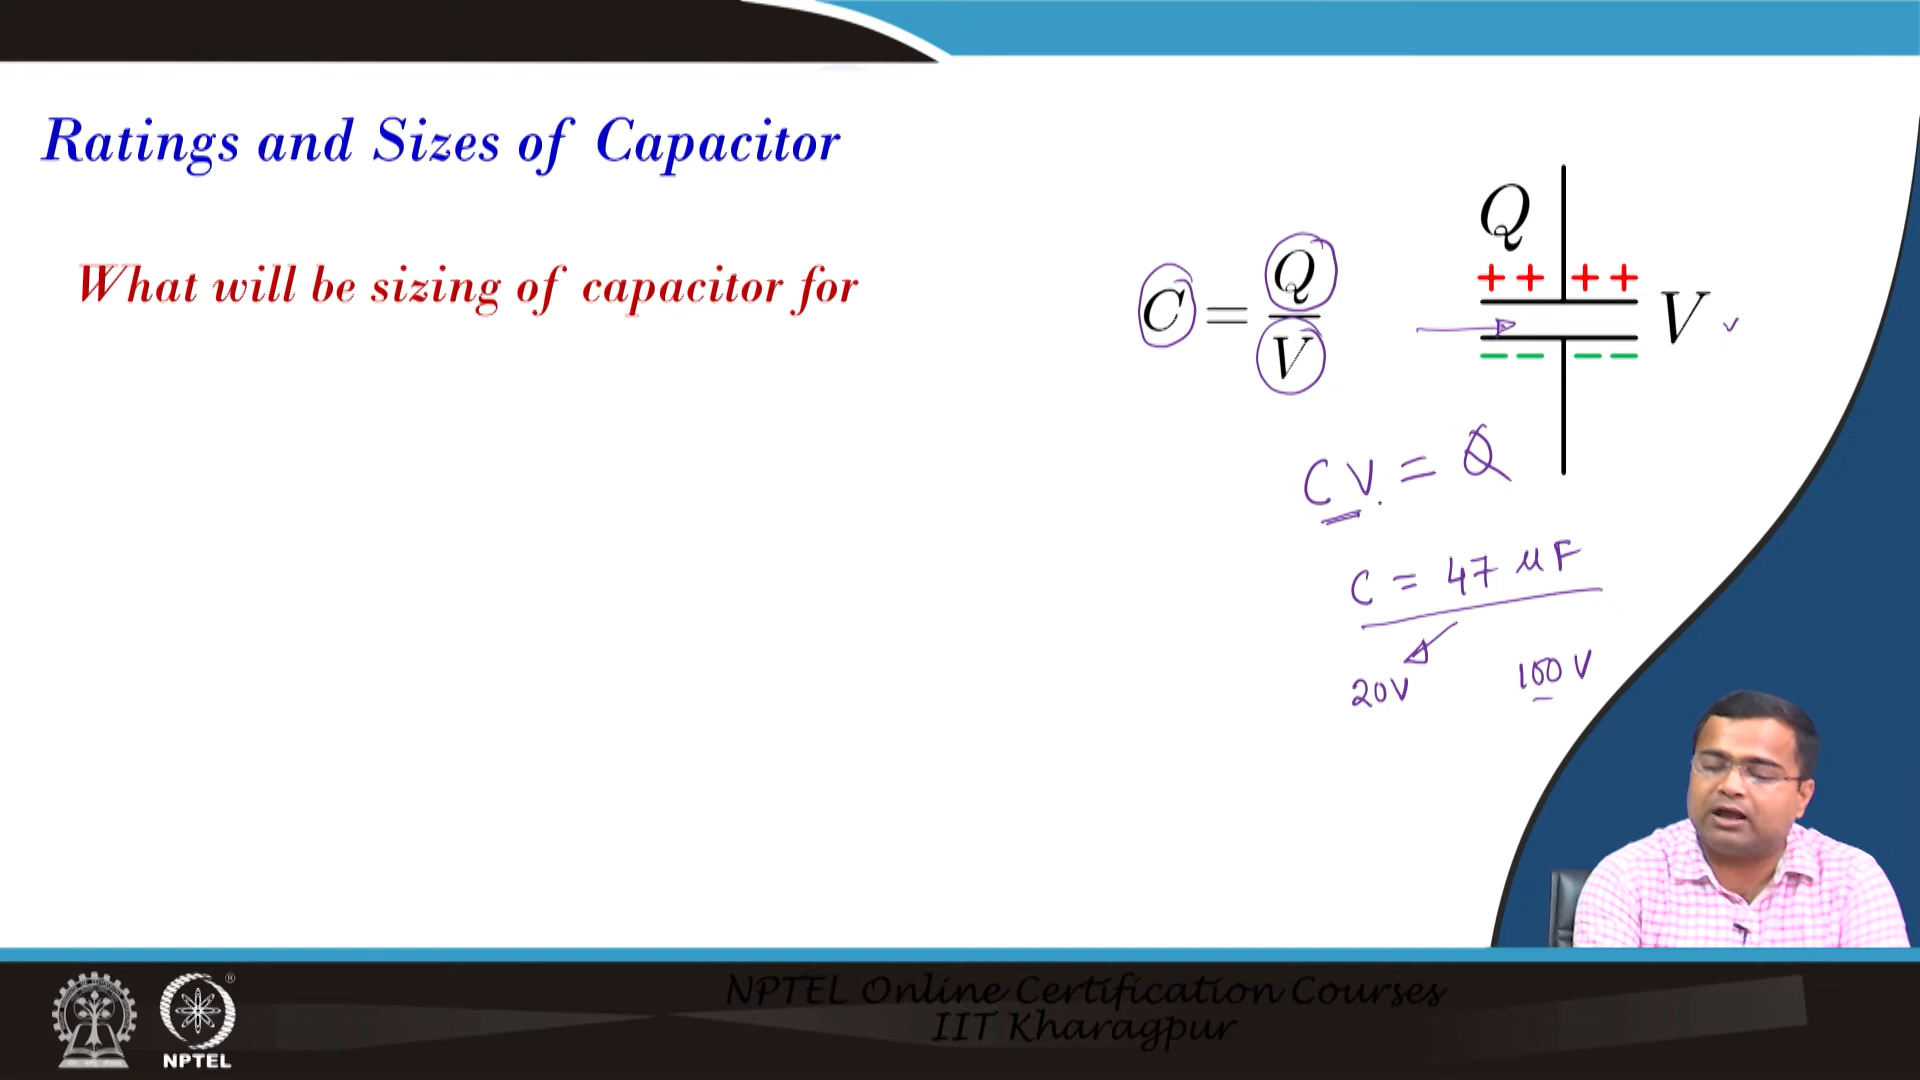 Ratings and Sizes of Capacitor
What will be sizing of capacitor for
C = Q / V
Q
+ + + +
V
CV = Q
C = 47 μF
20V
100 V
NPTEL Online Certification Courses
IIT Kharagpur
NPTEL
®